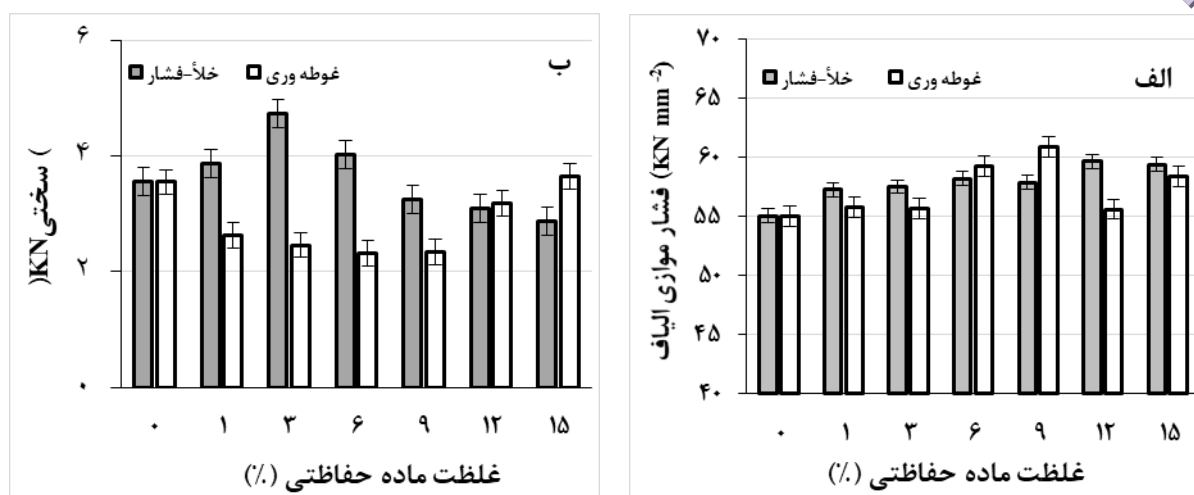 الف
خلأ-فشار غوطه وری
فشار موازی الیاف (KN mm -2)
۷۰
۶۵
۶۰
۵۵
۵۰
۴۵
۴۰
۰ ۱ ۳ ۶ ۹ ۱۲ ۱۵
غلظت ماده حفاظتی (٪)
ب
خلأ-فشار غوطه وری
) سختیKN(
۶
۴
۲
۰
۰ ۱ ۳ ۶ ۹ ۱۲ ۱۵
غلظت ماده حفاظتی (٪)